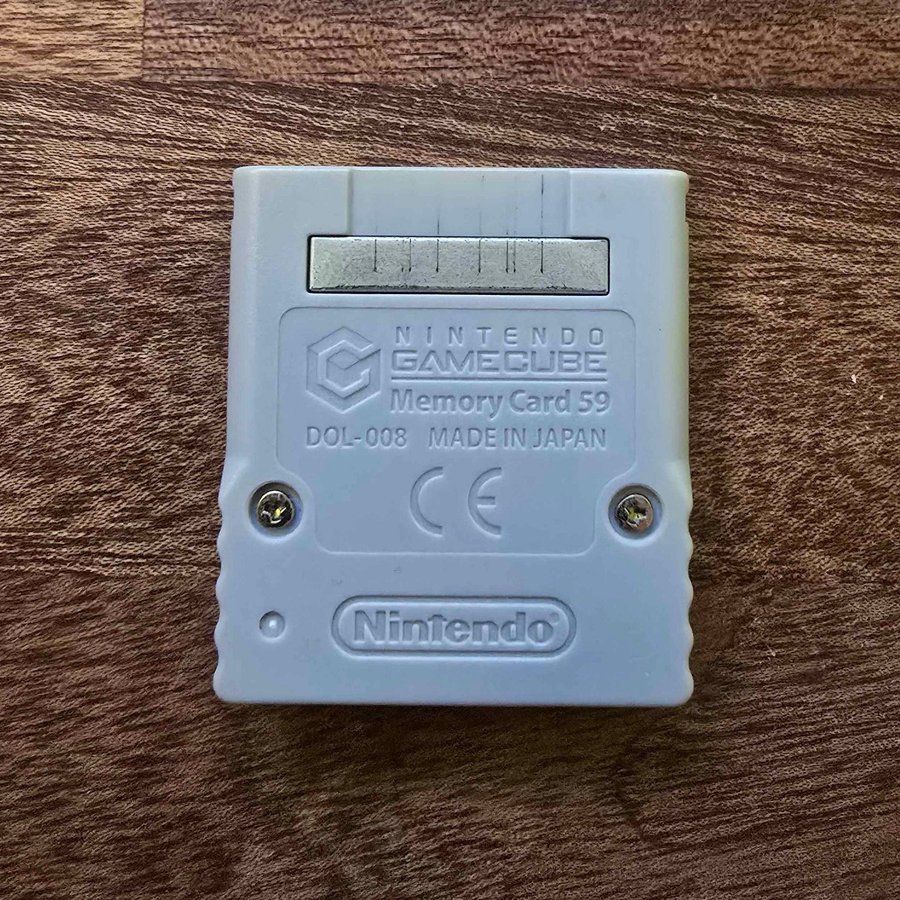 NINTENDO
GAMECUBE
Memory Card 59
DOL-008 MADE IN JAPAN
CE
Nintendo®